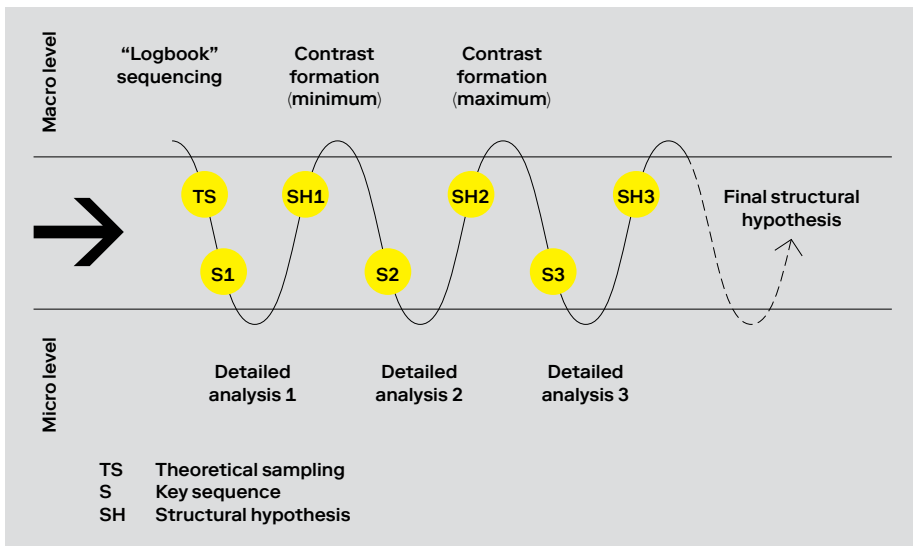 Macro level
“Logbook”
sequencing
Contrast
formation
(minimum)
Contrast
formation
(maximum)
TS
SH1
SH2
SH3
Final structural
hypothesis
S1
S2
S3
Micro level
Detailed
analysis 1
Detailed
analysis 2
Detailed
analysis 3
TS Theoretical sampling
S Key sequence
SH Structural hypothesis